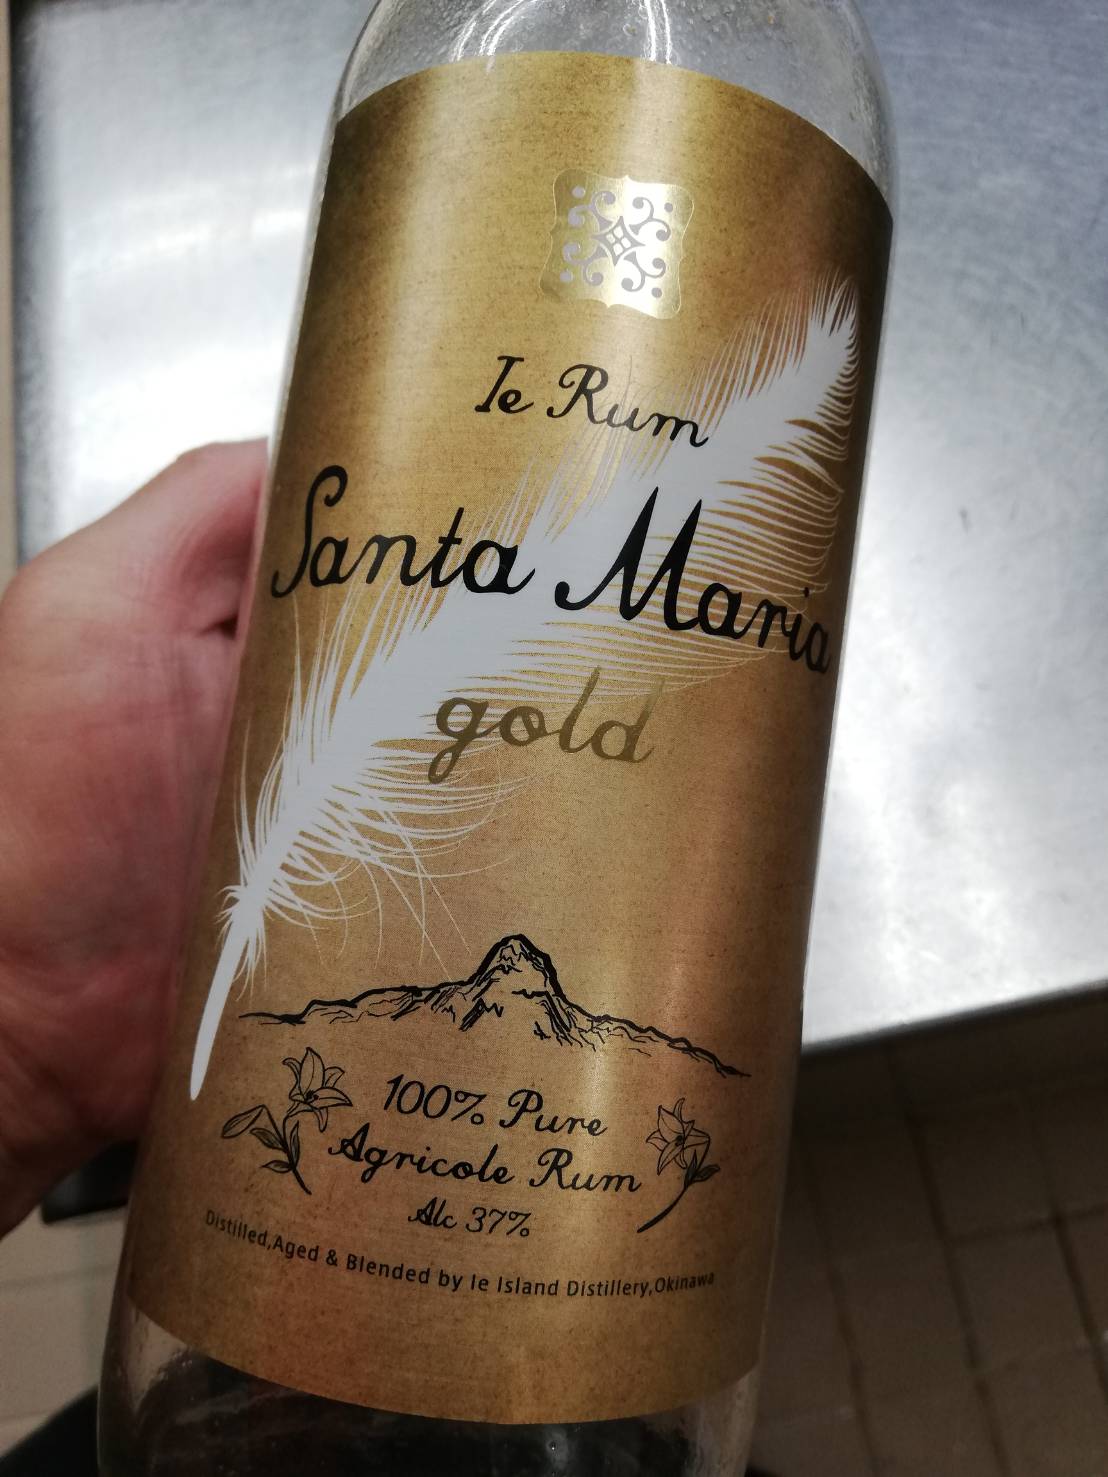 Ie Rum
Santa Maria
gold
100% Pure
Agricole Rum
Alc 37%
Distilled,Aged & Blended by Ie Island Distillery,Okinawa